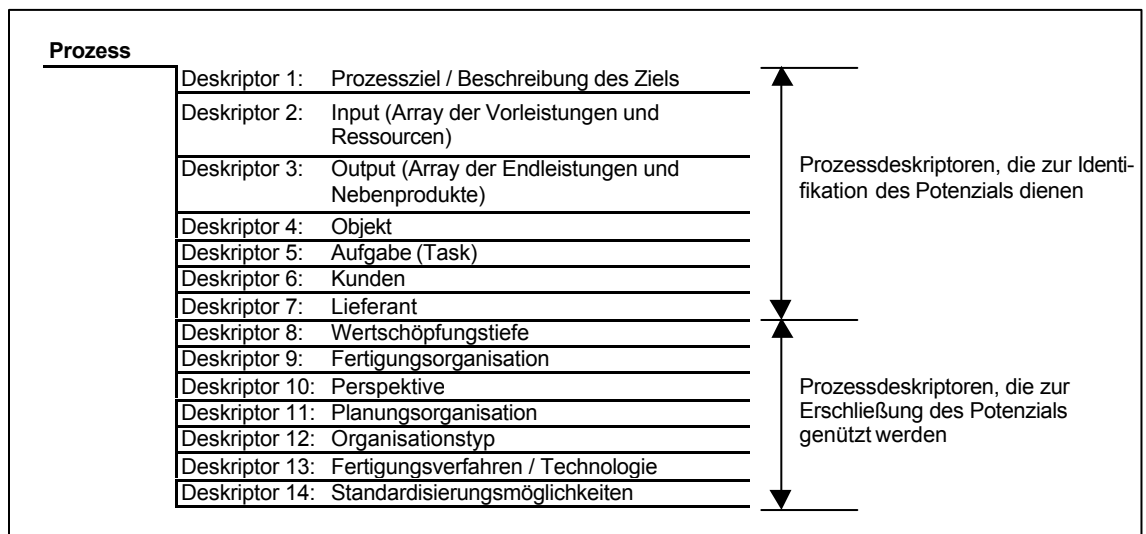 Prozess
Deskriptor 1: Prozessziel / Beschreibung des Ziels
Deskriptor 2: Input (Array der Vorleistungen und
Ressourcen)
Deskriptor 3: Output (Array der Endleistungen und
Nebenprodukte)
Deskriptor 4: Objekt
Deskriptor 5: Aufgabe (Task)
Deskriptor 6: Kunden
Deskriptor 7: Lieferant
Prozessdeskriptoren, die zur Identi-
fikation des Potenzials dienen
Deskriptor 8: Wertschöpfungstiefe
Deskriptor 9: Fertigungsorganisation
Deskriptor 10: Perspektive
Deskriptor 11: Planungsorganisation
Deskriptor 12: Organisationstyp
Deskriptor 13: Fertigungsverfahren / Technologie
Deskriptor 14: Standardisierungsmöglichkeiten
Prozessdeskriptoren, die zur
Erschließung des Potenzials
genützt werden